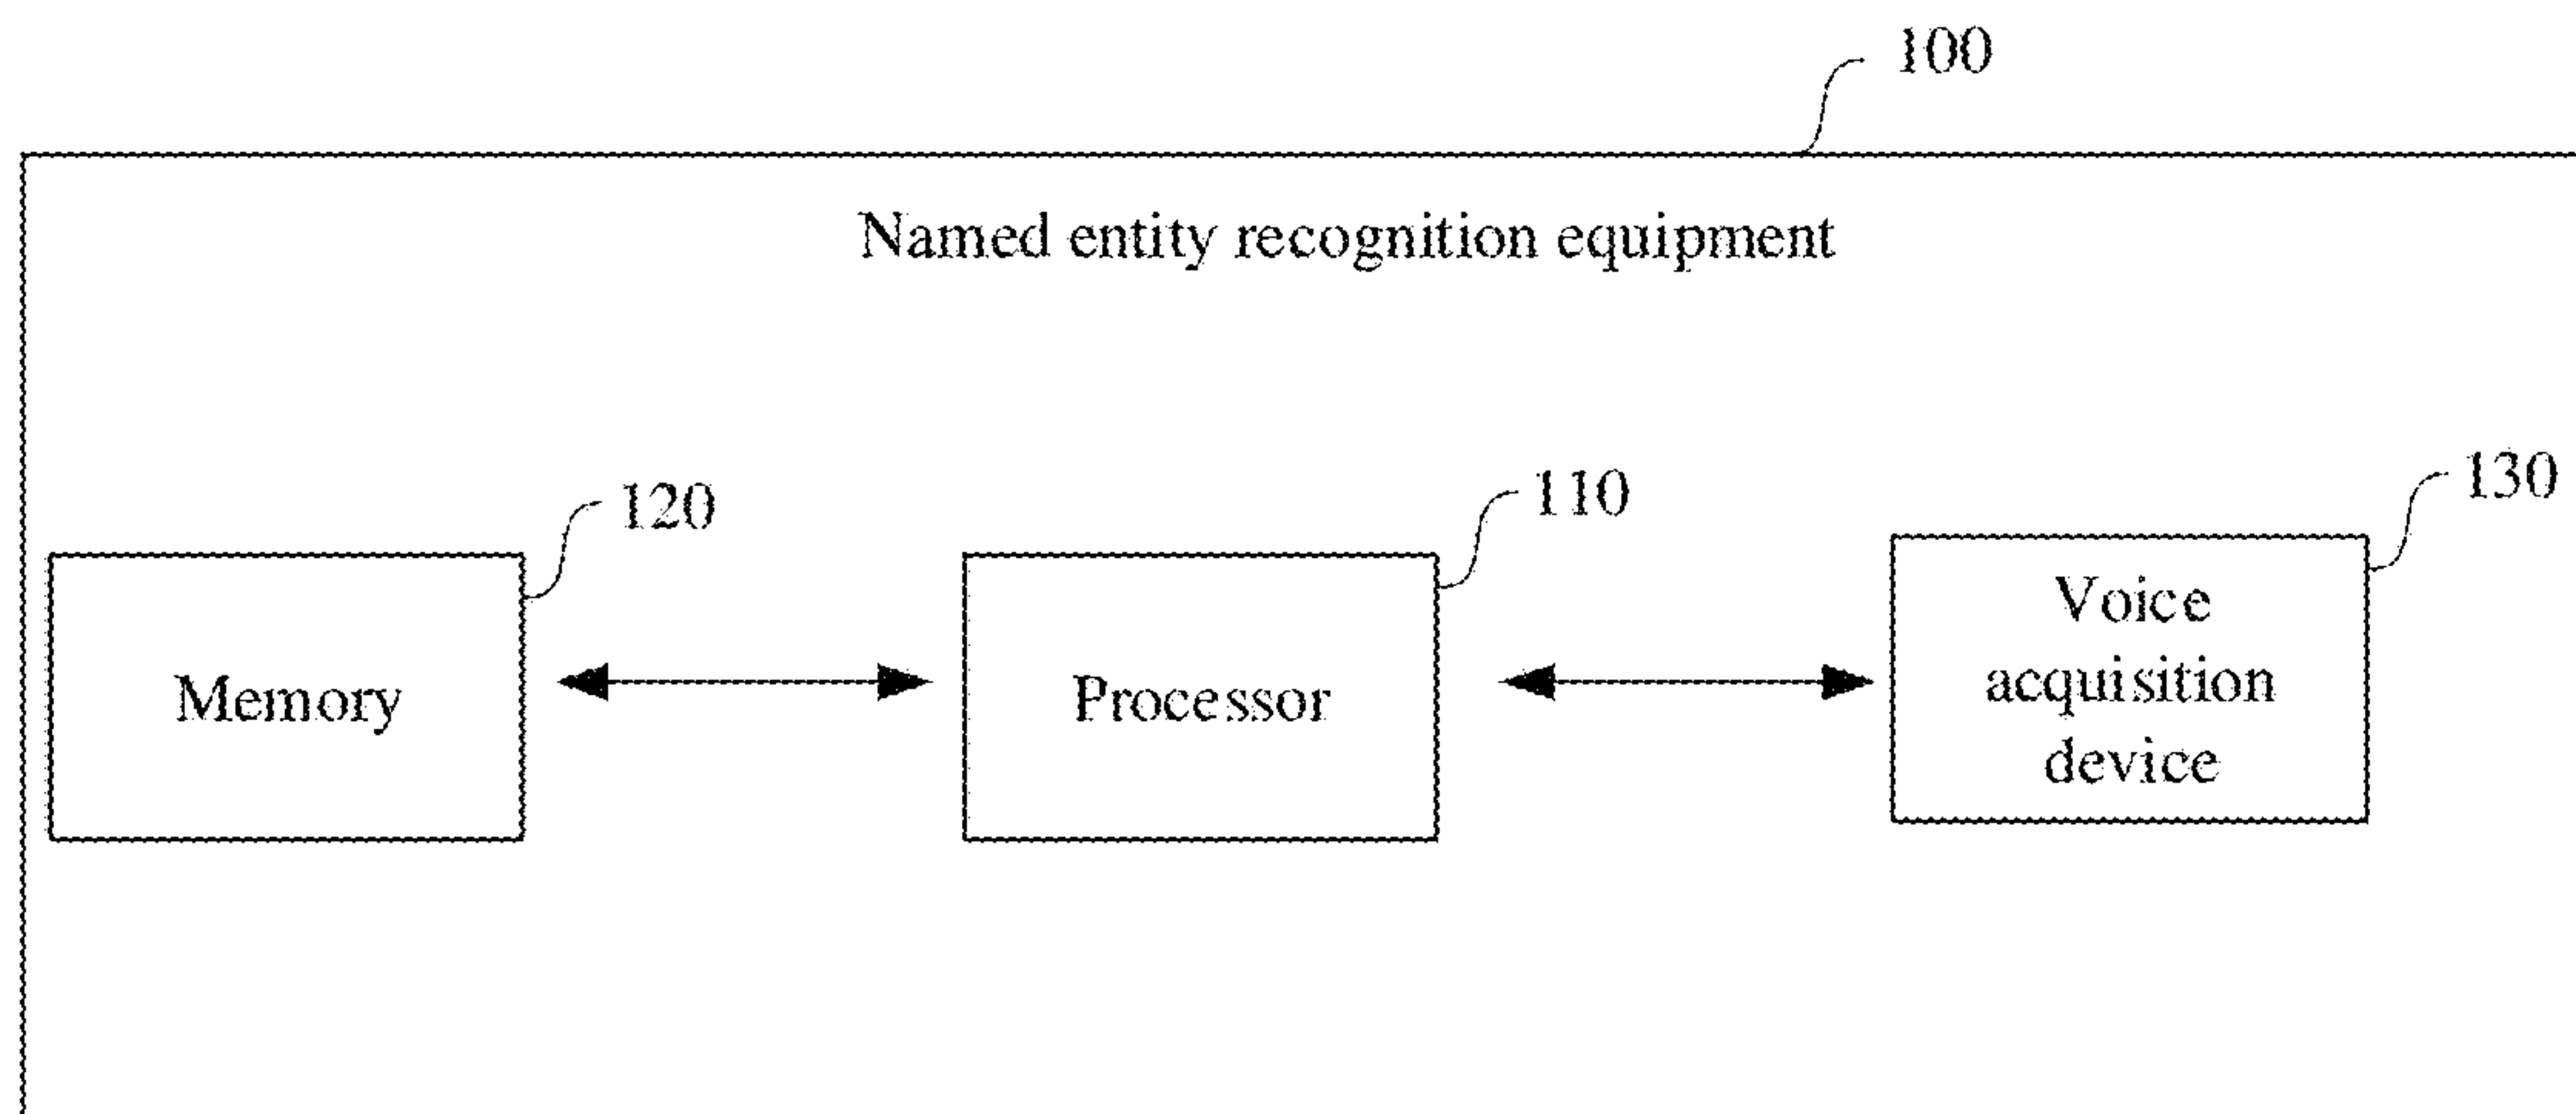 100
Named entity recognition equipment
120
110
130
Memory
Processor
Voice
acquisition
device